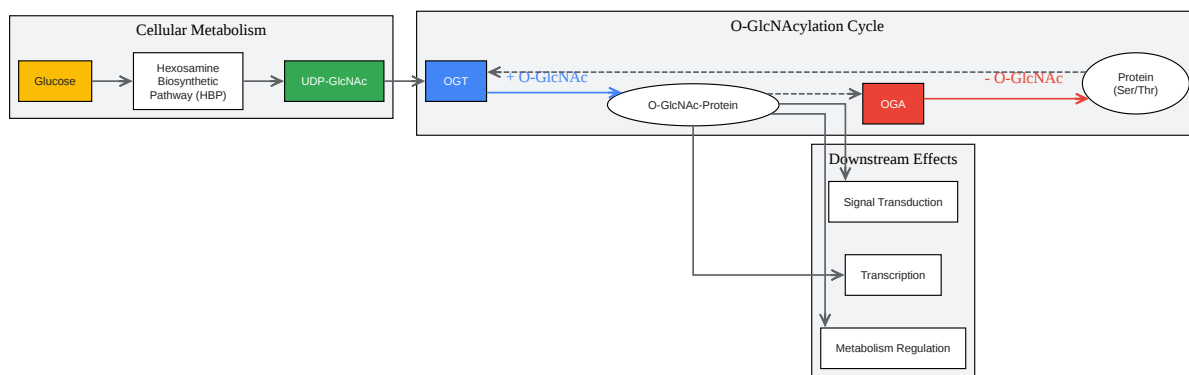 Cellular Metabolism
Glucose
Hexosamine
Biosynthetic
Pathway (HBP)
UDP-GlcNAc
O-GlcNAcylation Cycle
OGT
+ O-GlcNAc
O-GlcNAc-Protein
OGA
- O-GlcNAc
Protein
(Ser/Thr)
Downstream Effects
Signal Transduction
Transcription
Metabolism Regulation